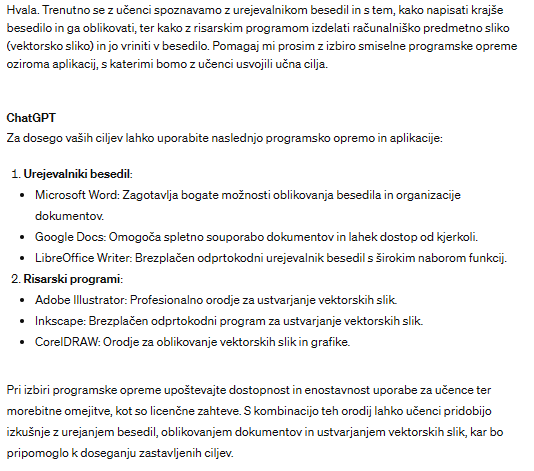 Hvala. Trenutno se z učenci spoznavamo z urejevalnikom besedil in s tem, kako napisati krajše
besedilo in ga oblikovati, ter kako z risarskim programom izdelati računalniško predmetno sliko
(vektorsko sliko) in jo vriniti v besedilo. Pomagaj mi prosim z izbiro smiselne programske opreme
oziroma aplikacij, s katerimi bomo z učenci usvojili učna cilja.
ChatGPT
Za dosego vaših ciljev lahko uporabite naslednjo programsko opremo in aplikacije:
1. Urejevalniki besedil:
• Microsoft Word: Zagotavlja bogate možnosti oblikovanja besedila in organizacije
dokumentov.
• Google Docs: Omogoča spletno souporabo dokumentov in lahek dostop od kjerkoli.
• LibreOffice Writer: Brezplačen odprtokodni urejevalnik besedil s širokim naborom funkcij.
2. Risarski programi:
• Adobe Illustrator: Profesionalno orodje za ustvarjanje vektorskih slik.
• Inkscape: Brezplačen odprtokodni program za ustvarjanje vektorskih slik.
• CorelDRAW: Orodje za oblikovanje vektorskih slik in grafike.
Pri izbiri programske opreme upoštevajte dostopnost in enostavnost uporabe za učence ter
morebitne omejitve, kot so licenčne zahteve. S kombinacijo teh orodij lahko učenci pridobijo
izkušnje z urejanjem besedil, oblikovanjem dokumentov in ustvarjanjem vektorskih slik, kar bo
pripomoglo k doseganju zastavljenih ciljev.